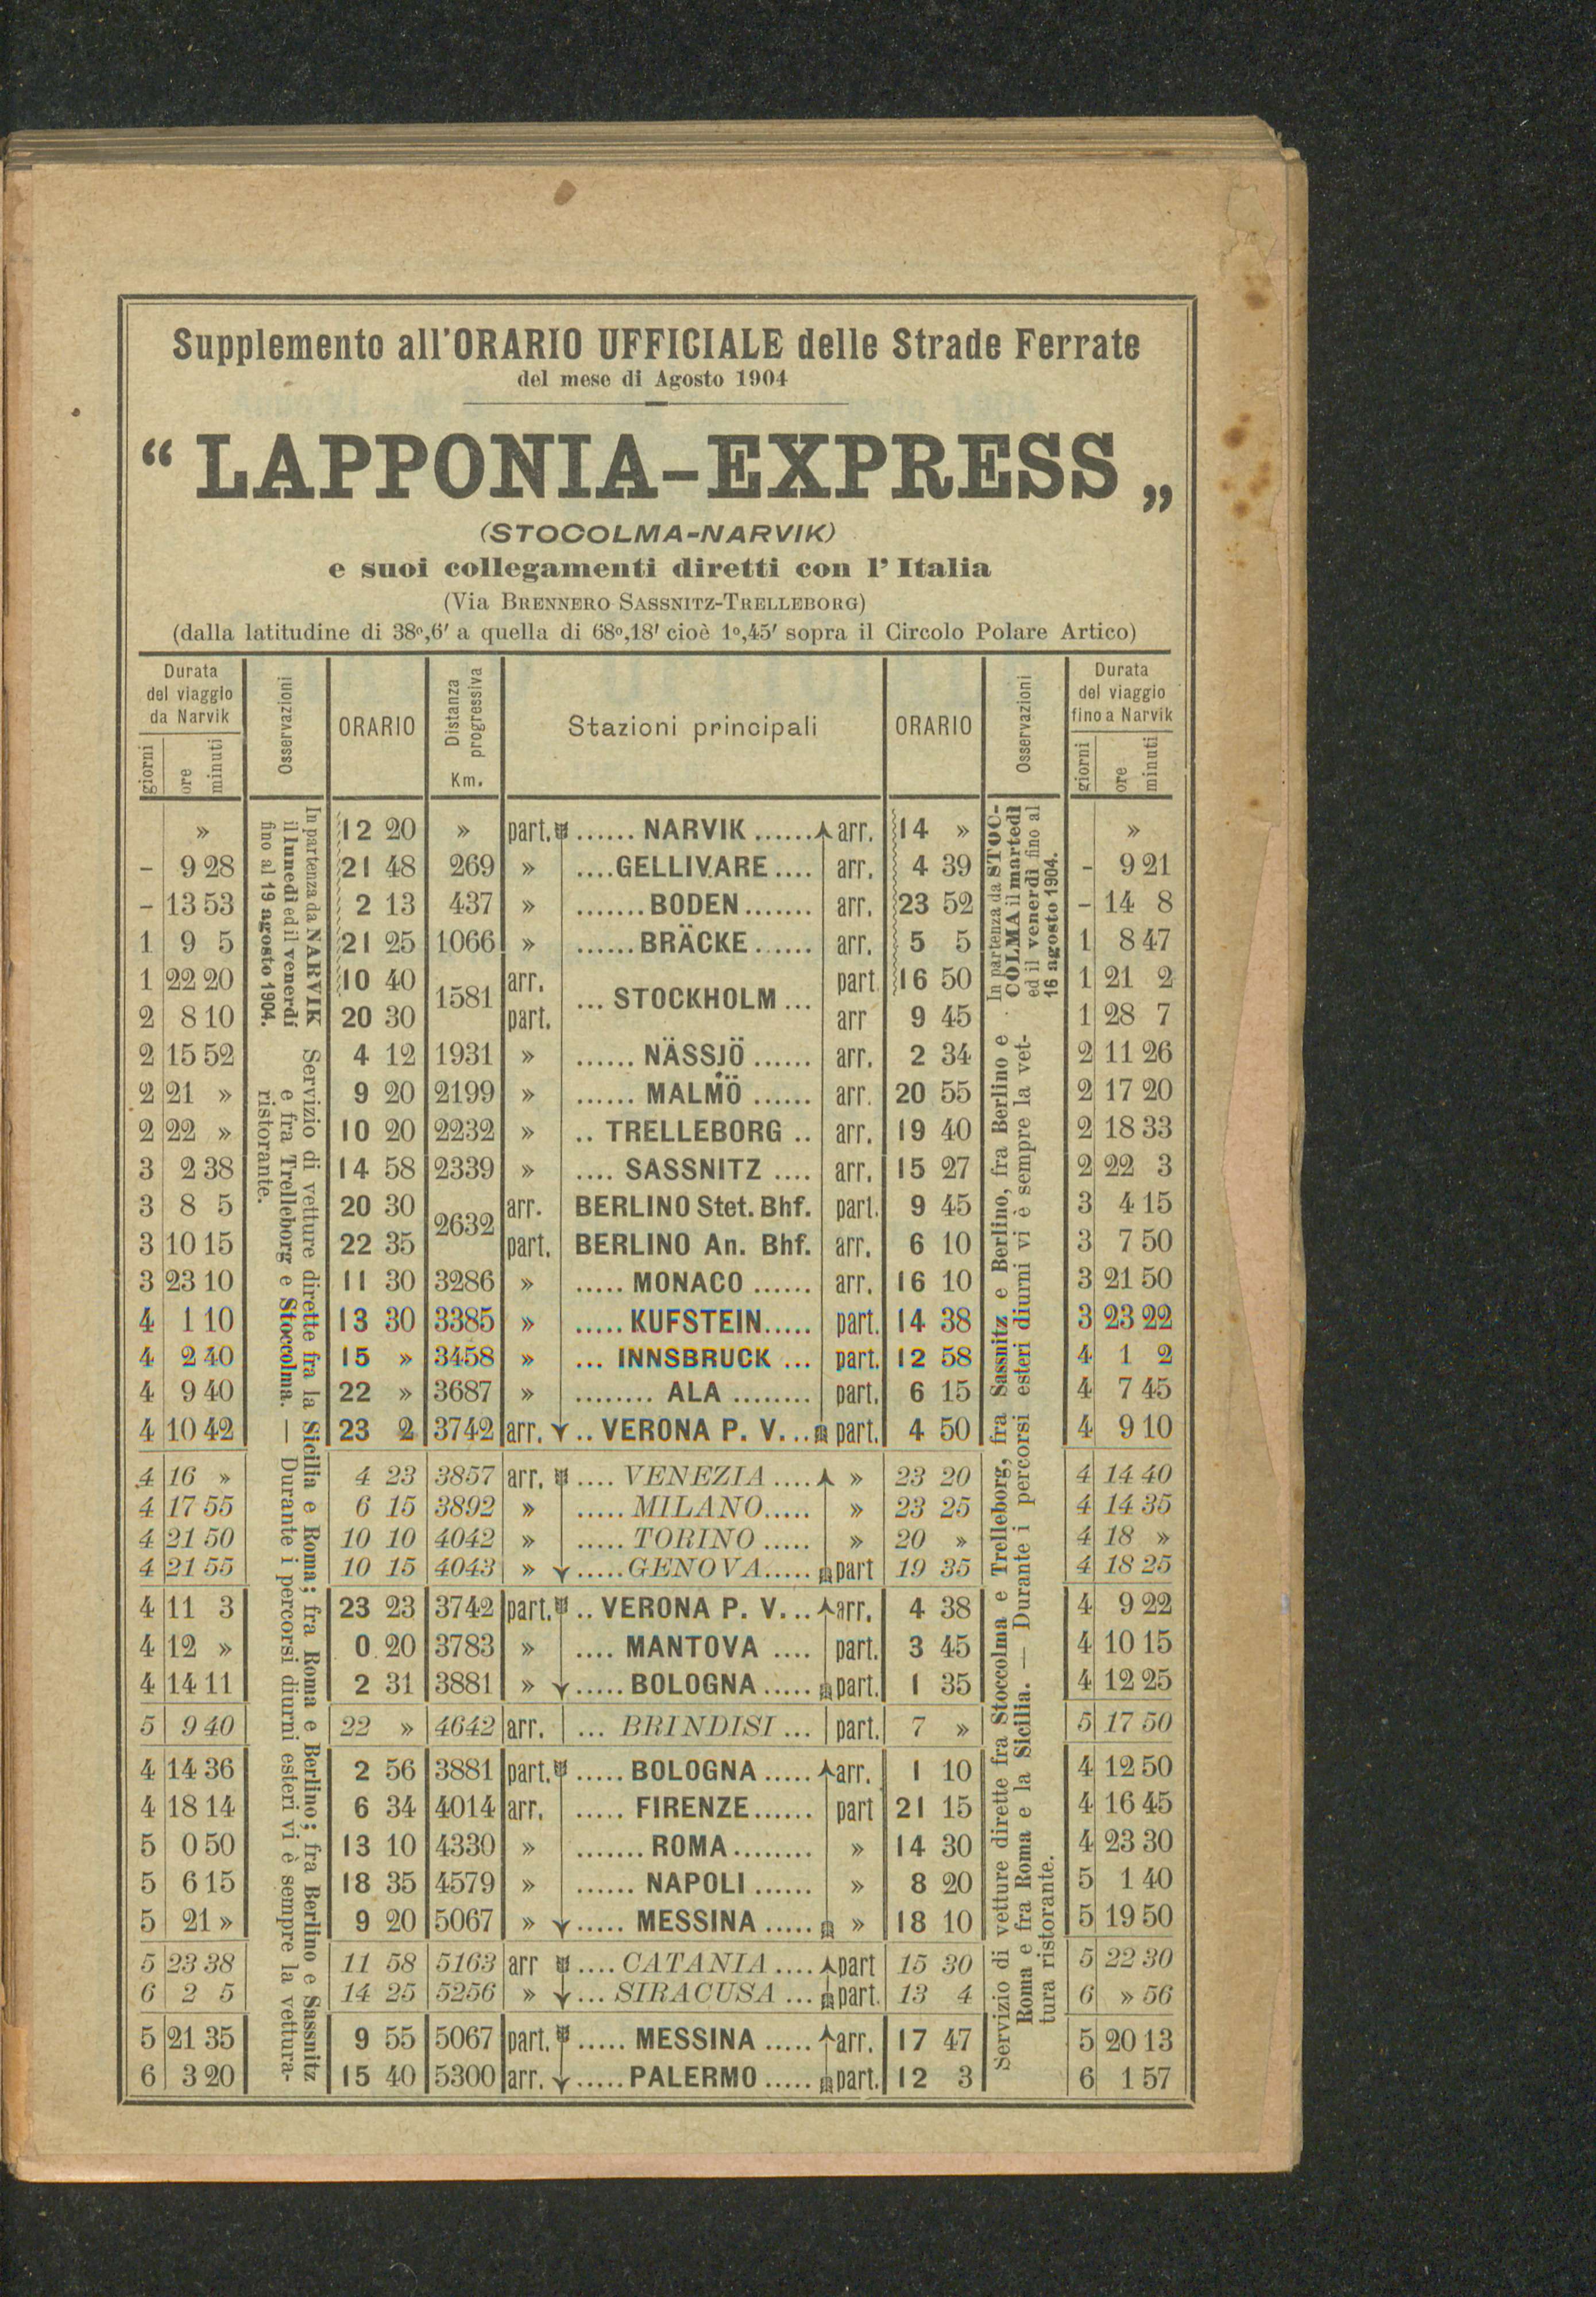 Supplemento all'ORARIO UFFICIALE delle Strade Ferrate
del mese di Agosto 1904
“ LAPPONIA-EXPRESS „
(STOCOLMA-NARVIK)
e suoi collegamenti diretti con l' Italia
(Via BRENNERO SASSNITZ-TRELLEBORG)
(dalla latitudine di 38º,6' a quella di 68º,18' cioè 1º,45' sopra il Circolo Polare Artico)
Durata del viaggio da Narvik
giorni ore minuti
Osservazioni
ORARIO
Distanza progressiva Km.
Stazioni principali
ORARIO
Osservazioni
Durata del viaggio fino a Narvik
giorni ore minuti
» 12 20 » part. ...... NARVIK ...... arr. 14 » »
- 9 28 21 48 269 » ....GELLIVARE.... arr. 4 39 - 9 21
- 13 53 2 13 437 » .......BODEN....... arr. 23 52 - 14 8
1 9 5 21 25 1066 » ......BRÄCKE...... arr. 5 5 1 8 47
1 22 20 10 40 1581 arr. ... STOCKHOLM ... part. 16 50 1 21 2
2 8 10 20 30 part. arr 9 45 1 28 7
2 15 52 4 12 1931 » ...... NÄSSJÖ ...... arr. 2 34 2 11 26
2 21 » 9 20 2199 » ...... MALMÖ ...... arr. 20 55 2 17 20
2 22 » 10 20 2232 » .. TRELLEBORG .. arr. 19 40 2 18 33
3 2 38 14 58 2339 » .... SASSNITZ .... arr. 15 27 2 22 3
3 8 5 20 30 2632 arr. BERLINO Stet. Bhf. part. 9 45 3 4 15
3 10 15 22 35 part. BERLINO An. Bhf. arr. 6 10 3 7 50
3 23 10 11 30 3286 » ..... MONACO ...... arr. 16 10 3 21 50
4 1 10 13 30 3385 » ..... KUFSTEIN..... part. 14 38 3 23 22
4 2 40 15 » 3458 » ... INNSBRUCK ... part. 12 58 4 1 2
4 9 40 22 » 3687 » ........ ALA ........ part. 6 15 4 7 45
4 10 42 23 2 3742 arr. .. VERONA P. V. .. part. 4 50 4 9 10
4 16 » 4 23 3857 arr. .... VENEZIA .... » 23 20 4 14 40
4 17 55 6 15 3892 » ..... MILANO..... » 23 25 4 14 35
4 21 50 10 10 4042 » ..... TORINO ..... » 20 » 4 18 »
4 21 55 10 15 4043 » .....GENOVA..... part 19 35 4 18 25
4 11 3 23 23 3742 part. .. VERONA P. V. .. arr. 4 38 4 9 22
4 12 » 0 20 3783 » .... MANTOVA .... part. 3 45 4 10 15
4 14 11 2 31 3881 » ..... BOLOGNA ..... part. 1 35 4 12 25
5 9 40 22 » 4642 arr. ... BRINDISI ... part. 7 » 5 17 50
4 14 36 2 56 3881 part. ..... BOLOGNA ..... arr. 1 10 4 12 50
4 18 14 6 34 4014 arr. ..... FIRENZE...... part 21 15 4 16 45
5 0 50 13 10 4330 » ....... ROMA........ » 14 30 4 23 30
5 6 15 18 35 4579 » ...... NAPOLI ...... » 8 20 5 1 40
5 21 » 9 20 5067 » ..... MESSINA ..... » 18 10 5 19 50
5 23 38 11 58 5163 arr .... CATANIA .... part 15 30 5 22 30
6 2 5 14 25 5256 » ... SIRACUSA ... part. 13 4 6 » 56
5 21 35 9 55 5067 part. ..... MESSINA ..... arr. 17 47 5 20 13
6 3 20 15 40 5300 arr. ..... PALERMO ..... part. 12 3 6 1 57
In partenza da NARVIK
il lunedì ed il venerdì
fino al 19 agosto 1904.
Servizio di vetture dirette fra la Sicilia e Roma; fra Roma e Berlino; fra Berlino e Sassnitz
e fra Trelleborg e Stoccolma. — Durante i percorsi diurni esteri vi è sempre la vettura-
ristorante.
In partenza da STOC-
COLMA il martedì
ed il venerdì fino al
16 agosto 1904.
Servizio di vetture dirette fra Stoccolma e Trelleborg, fra Sassnitz e Berlino, fra Berlino e
Roma e fra Roma e la Sicilia. — Durante i percorsi esteri diurni vi è sempre la vet-
tura ristorante.